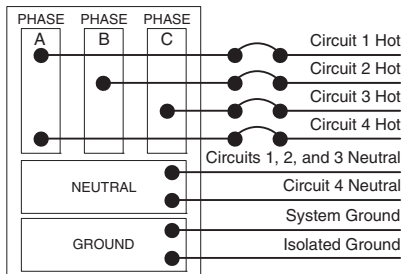 PHASE PHASE PHASE
A B C
Circuit 1 Hot
Circuit 2 Hot
Circuit 3 Hot
Circuit 4 Hot
Circuits 1, 2, and 3 Neutral
NEUTRAL
Circuit 4 Neutral
System Ground
GROUND
Isolated Ground